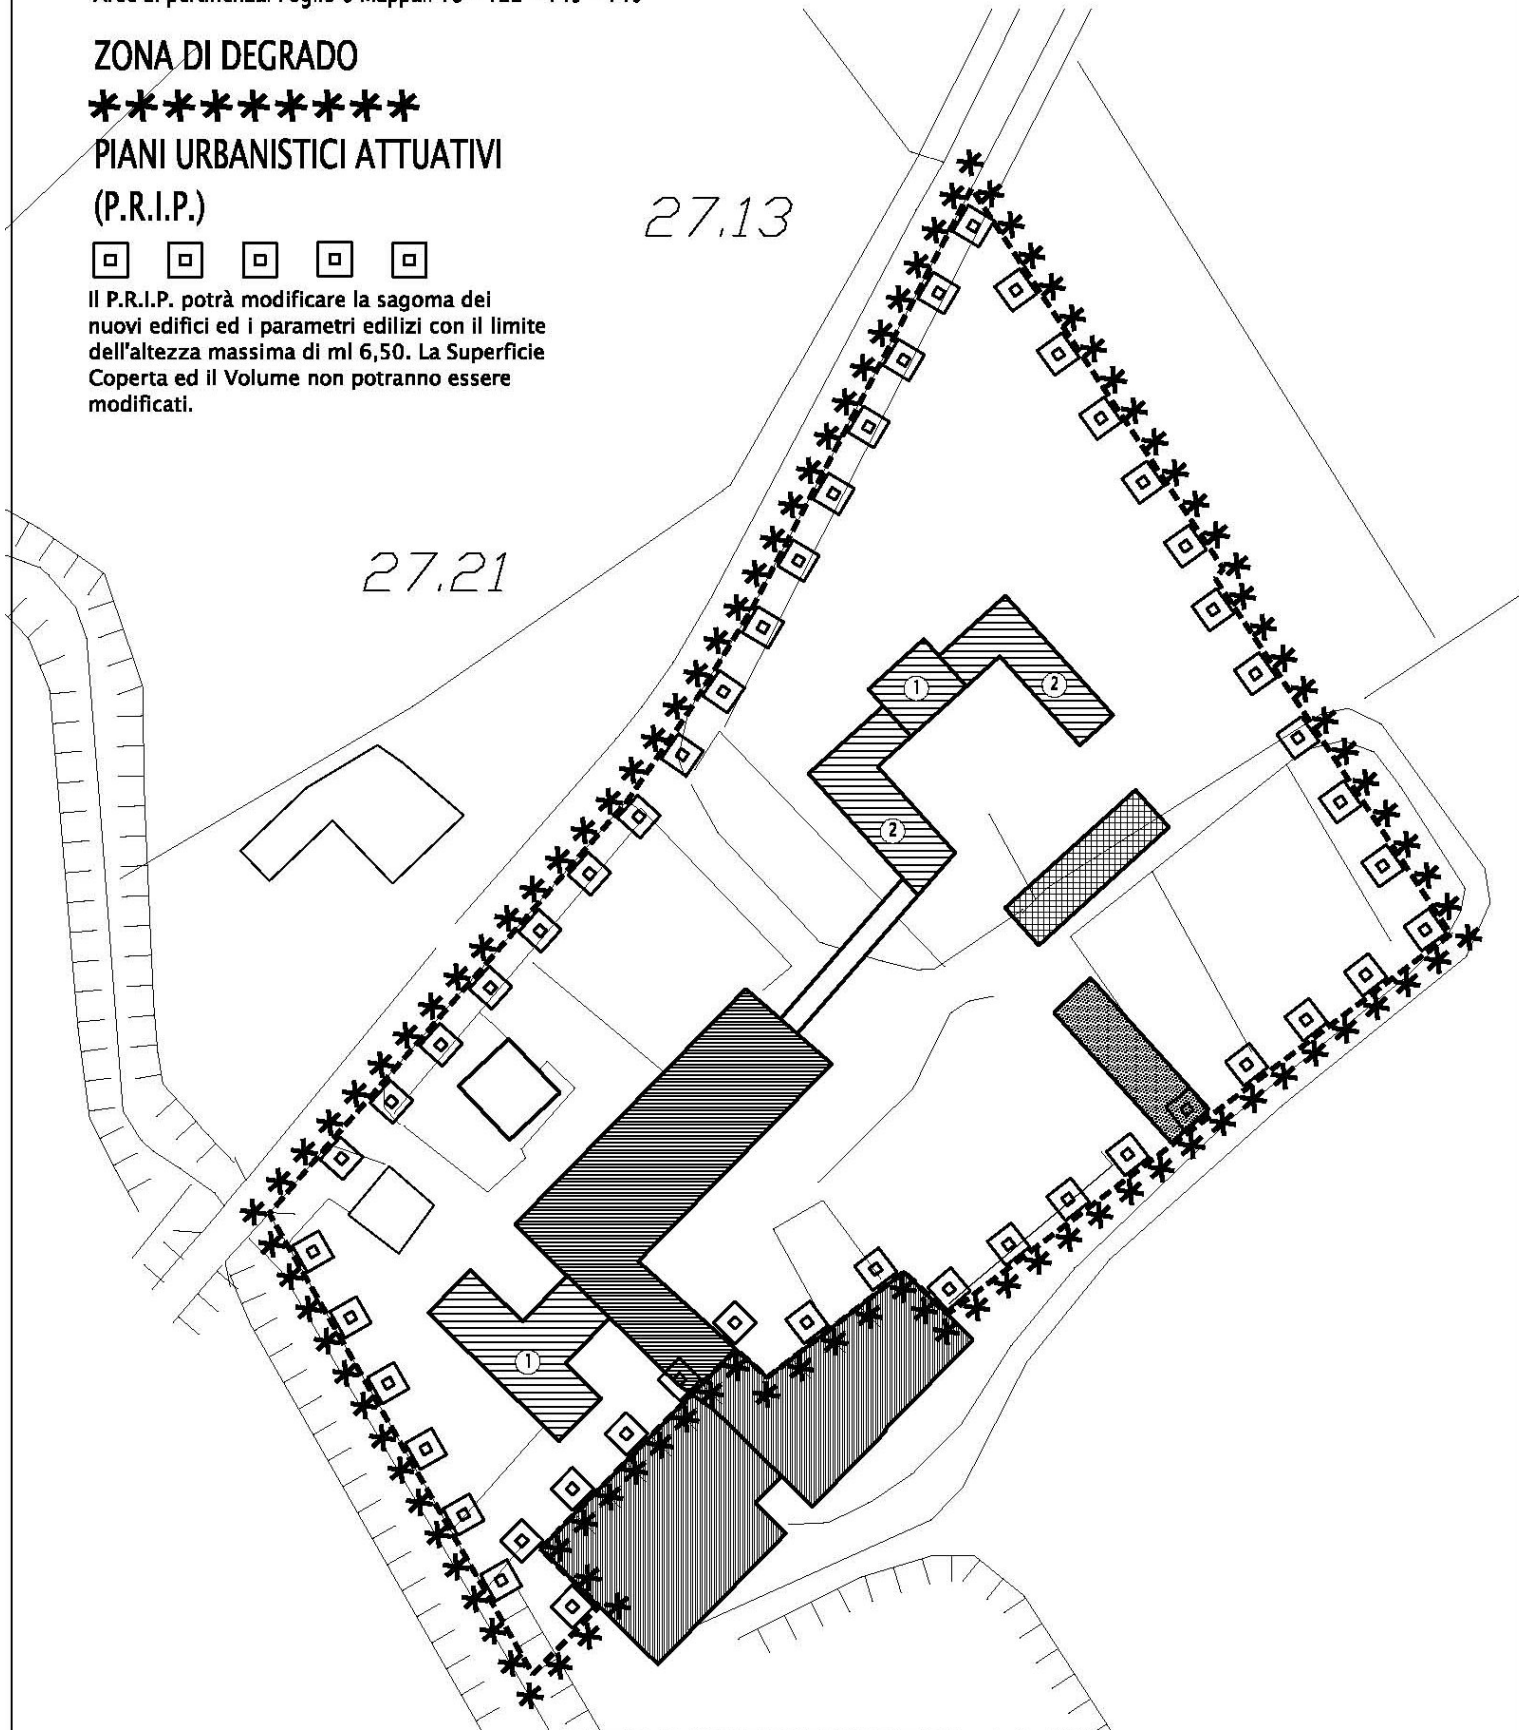 ZONA DI DEGRADO
PIANI URBANISTICI ATTUATIVI
(P.R.I.P.)
Il P.R.I.P. potrà modificare la sagoma dei
nuovi edifici ed i parametri edilizi con il limite
dell'altezza massima di ml 6,50. La Superficie
Coperta ed il Volume non potranno essere
modificati.
27.13
27.21
1
2
2
1